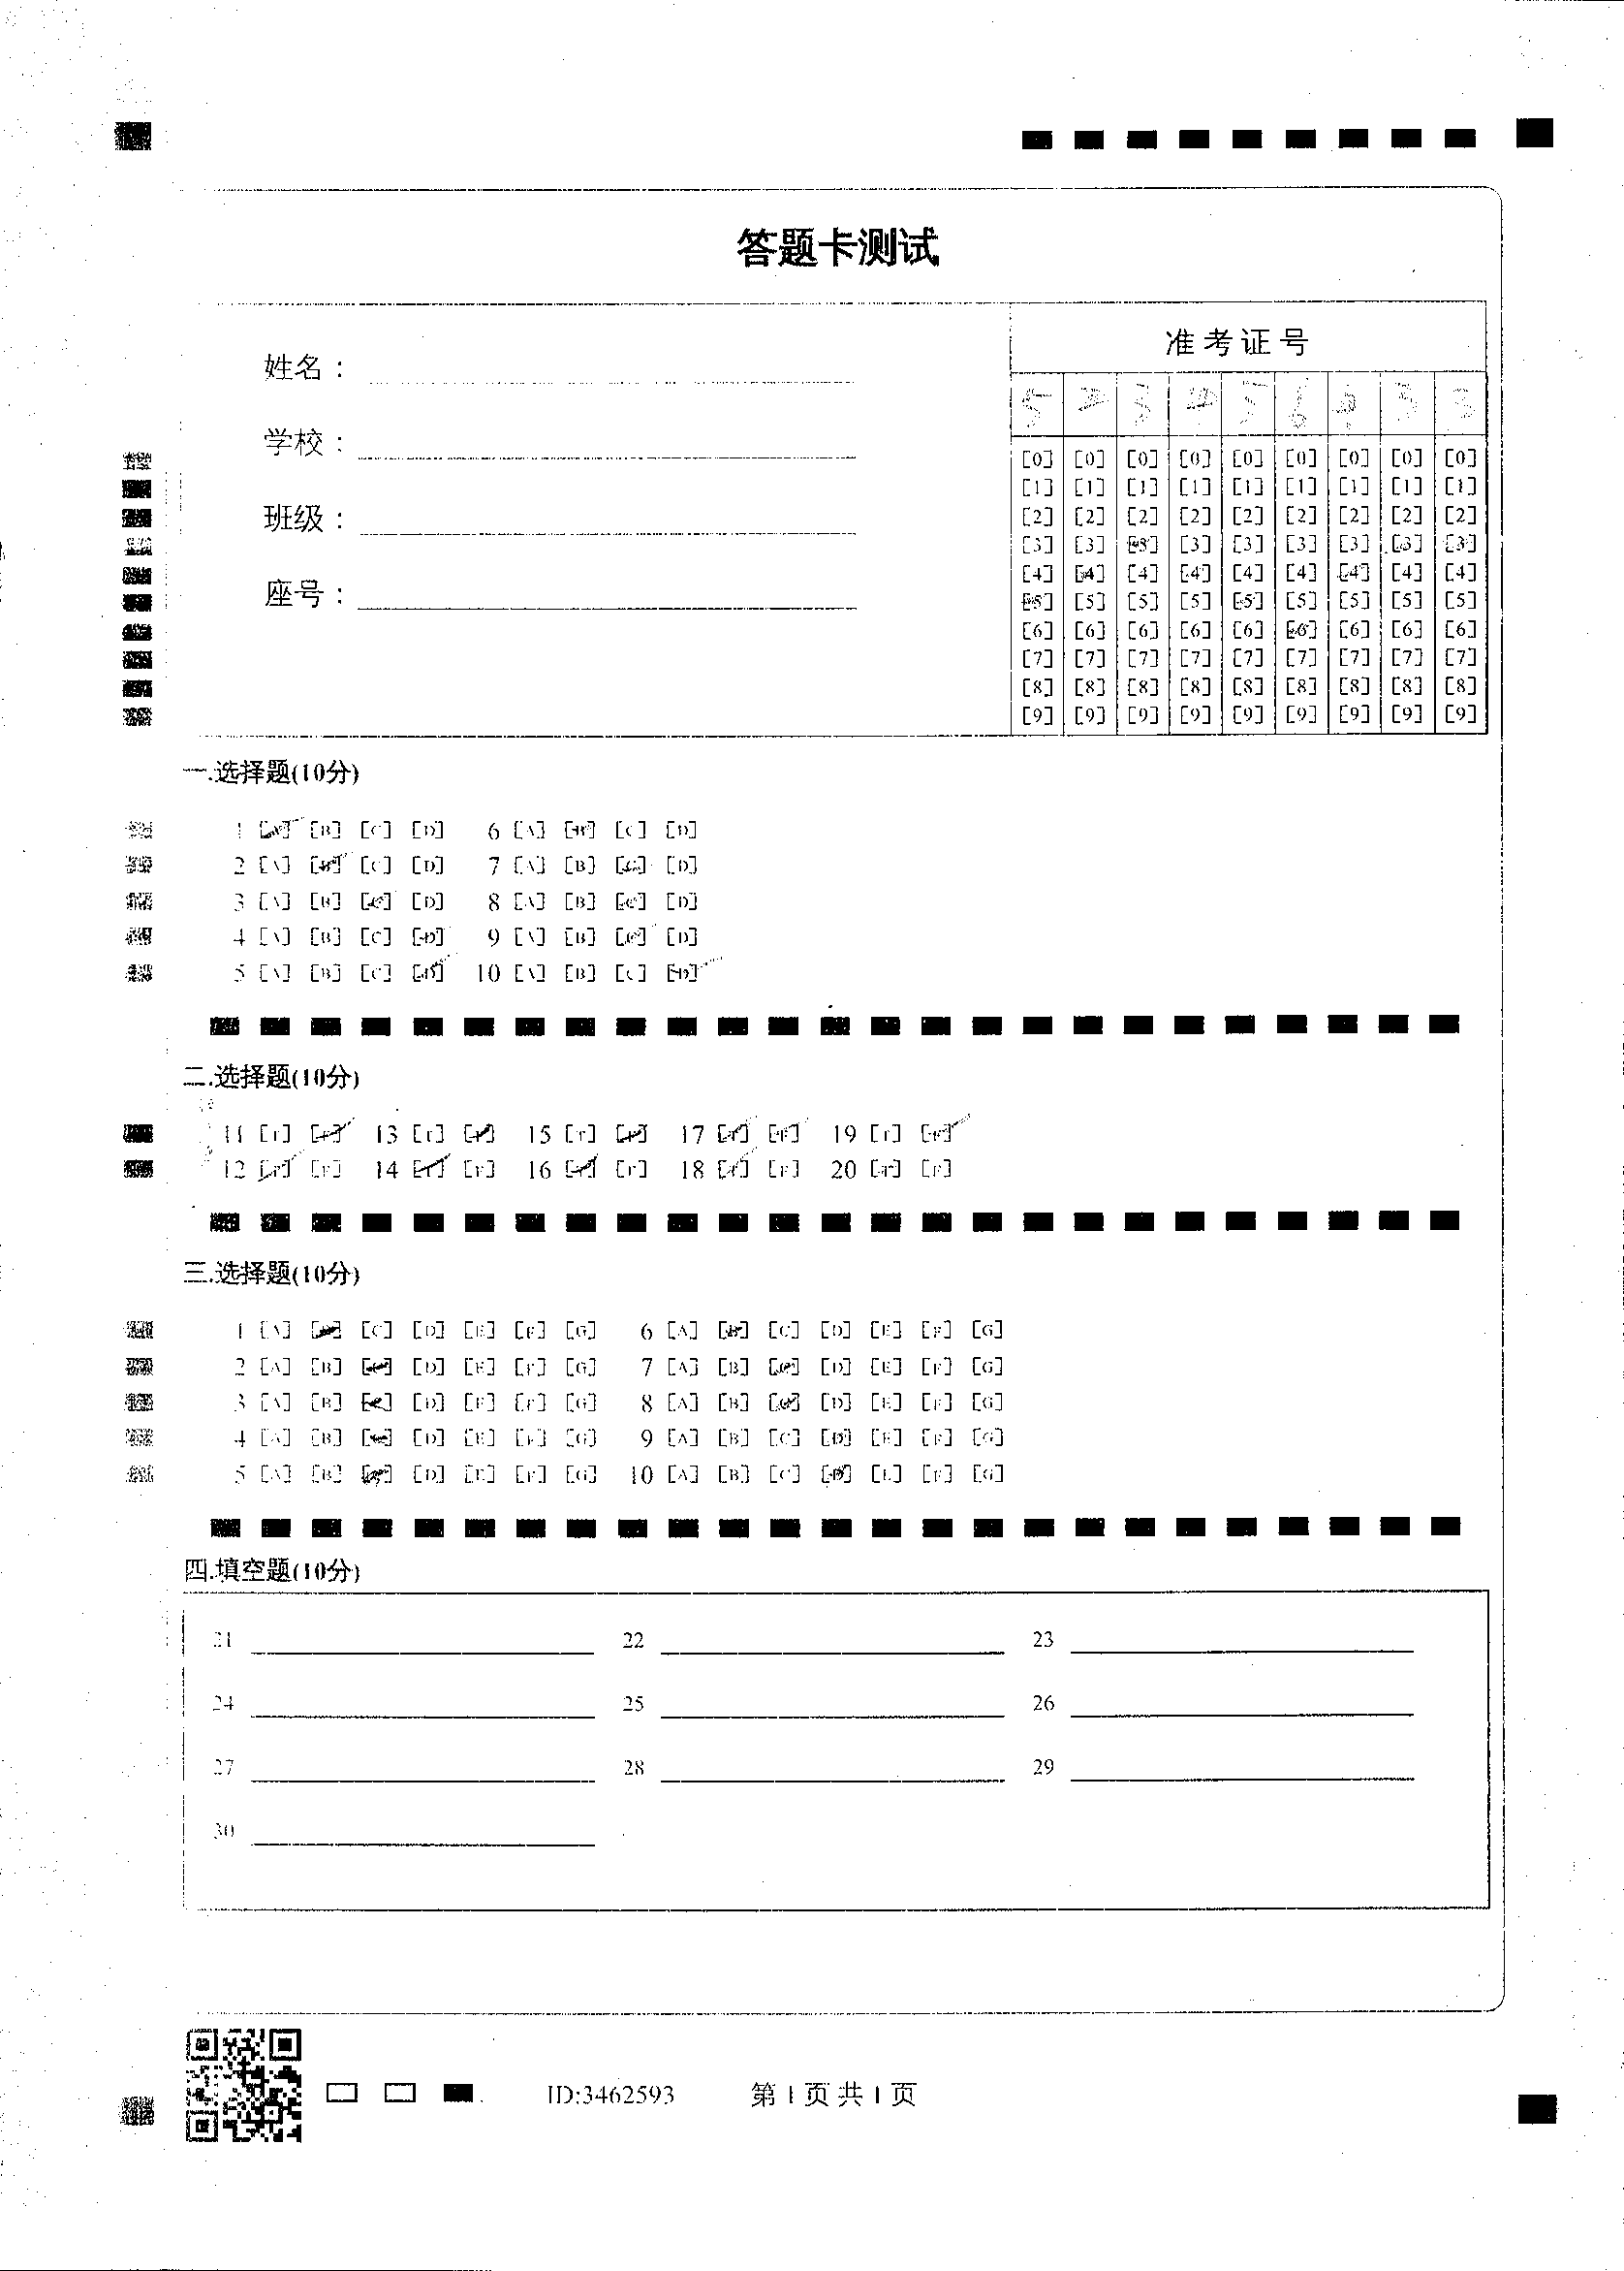 答题卡测试
准考证号
姓名：
学校：
班级：
座号：
[0] [0] [0] [0] [0] [0] [0] [0] [0]
[1] [1] [1] [1] [1] [1] [1] [1] [1]
[2] [2] [2] [2] [2] [2] [2] [2] [2]
[3] [3] [3] [3] [3] [3] [3] [3] [3]
[4] [4] [4] [4] [4] [4] [4] [4] [4]
[5] [5] [5] [5] [5] [5] [5] [5] [5]
[6] [6] [6] [6] [6] [6] [6] [6] [6]
[7] [7] [7] [7] [7] [7] [7] [7] [7]
[8] [8] [8] [8] [8] [8] [8] [8] [8]
[9] [9] [9] [9] [9] [9] [9] [9] [9]
一.选择题(10分)
1 [A] [B] [C] [D] 6 [A] [B] [C] [D]
2 [A] [B] [C] [D] 7 [A] [B] [C] [D]
3 [A] [B] [C] [D] 8 [A] [B] [C] [D]
4 [A] [B] [C] [D] 9 [A] [B] [C] [D]
5 [A] [B] [C] [D] 10 [A] [B] [C] [D]
二.选择题(10分)
11 [T] [F] 13 [T] [F] 15 [T] [F] 17 [T] [F] 19 [T] [F]
12 [T] [F] 14 [T] [F] 16 [T] [F] 18 [T] [F] 20 [T] [F]
三.选择题(10分)
1 [A] [B] [C] [D] [E] [F] [G] 6 [A] [B] [C] [D] [E] [F] [G]
2 [A] [B] [C] [D] [E] [F] [G] 7 [A] [B] [C] [D] [E] [F] [G]
3 [A] [B] [C] [D] [E] [F] [G] 8 [A] [B] [C] [D] [E] [F] [G]
4 [A] [B] [C] [D] [E] [F] [G] 9 [A] [B] [C] [D] [E] [F] [G]
5 [A] [B] [C] [D] [E] [F] [G] 10 [A] [B] [C] [D] [E] [F] [G]
四.填空题(10分)
21 22 23
24 25 26
27 28 29
30
ID:3462593 第 1 页 共 1 页